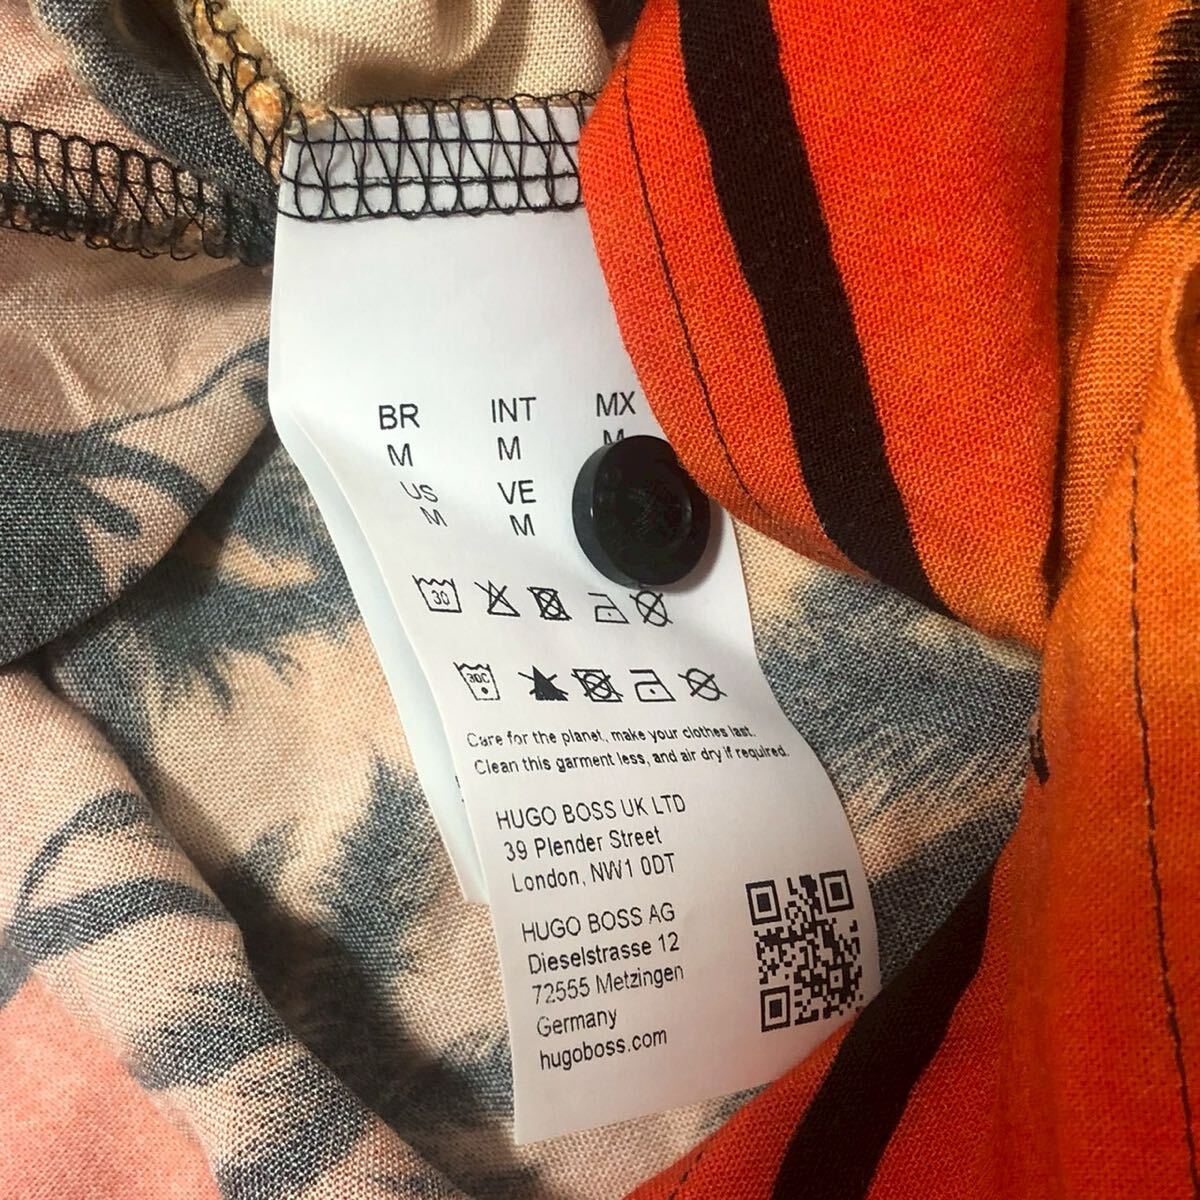 BR INT MX
M M M
US VE
M M
30
30C
Care for the planet, make your clothes last.
Clean this garment less, and air dry if required.
HUGO BOSS UK LTD
39 Plender Street
London, NW1 0DT
HUGO BOSS AG
Dieselstrasse 12
72555 Metzingen
Germany
hugoboss.com